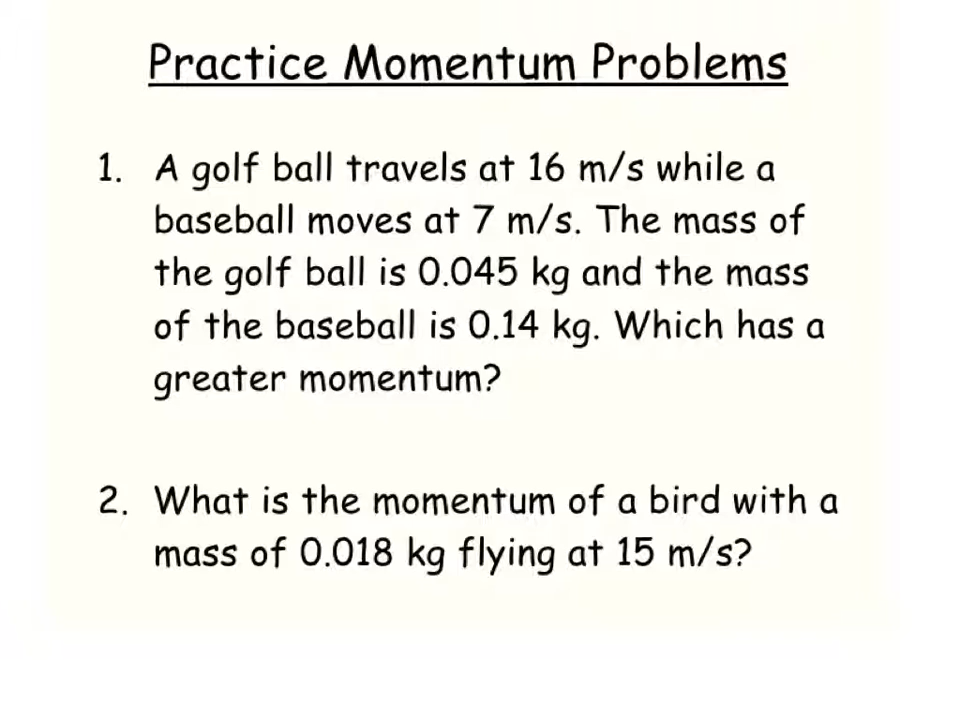 Practice Momentum Problems
1. A golf ball travels at 16 m/s while a
baseball moves at 7 m/s. The mass of
the golf ball is 0.045 kg and the mass
of the baseball is 0.14 kg. Which has a
greater momentum?
2. What is the momentum of a bird with a
mass of 0.018 kg flying at 15 m/s?